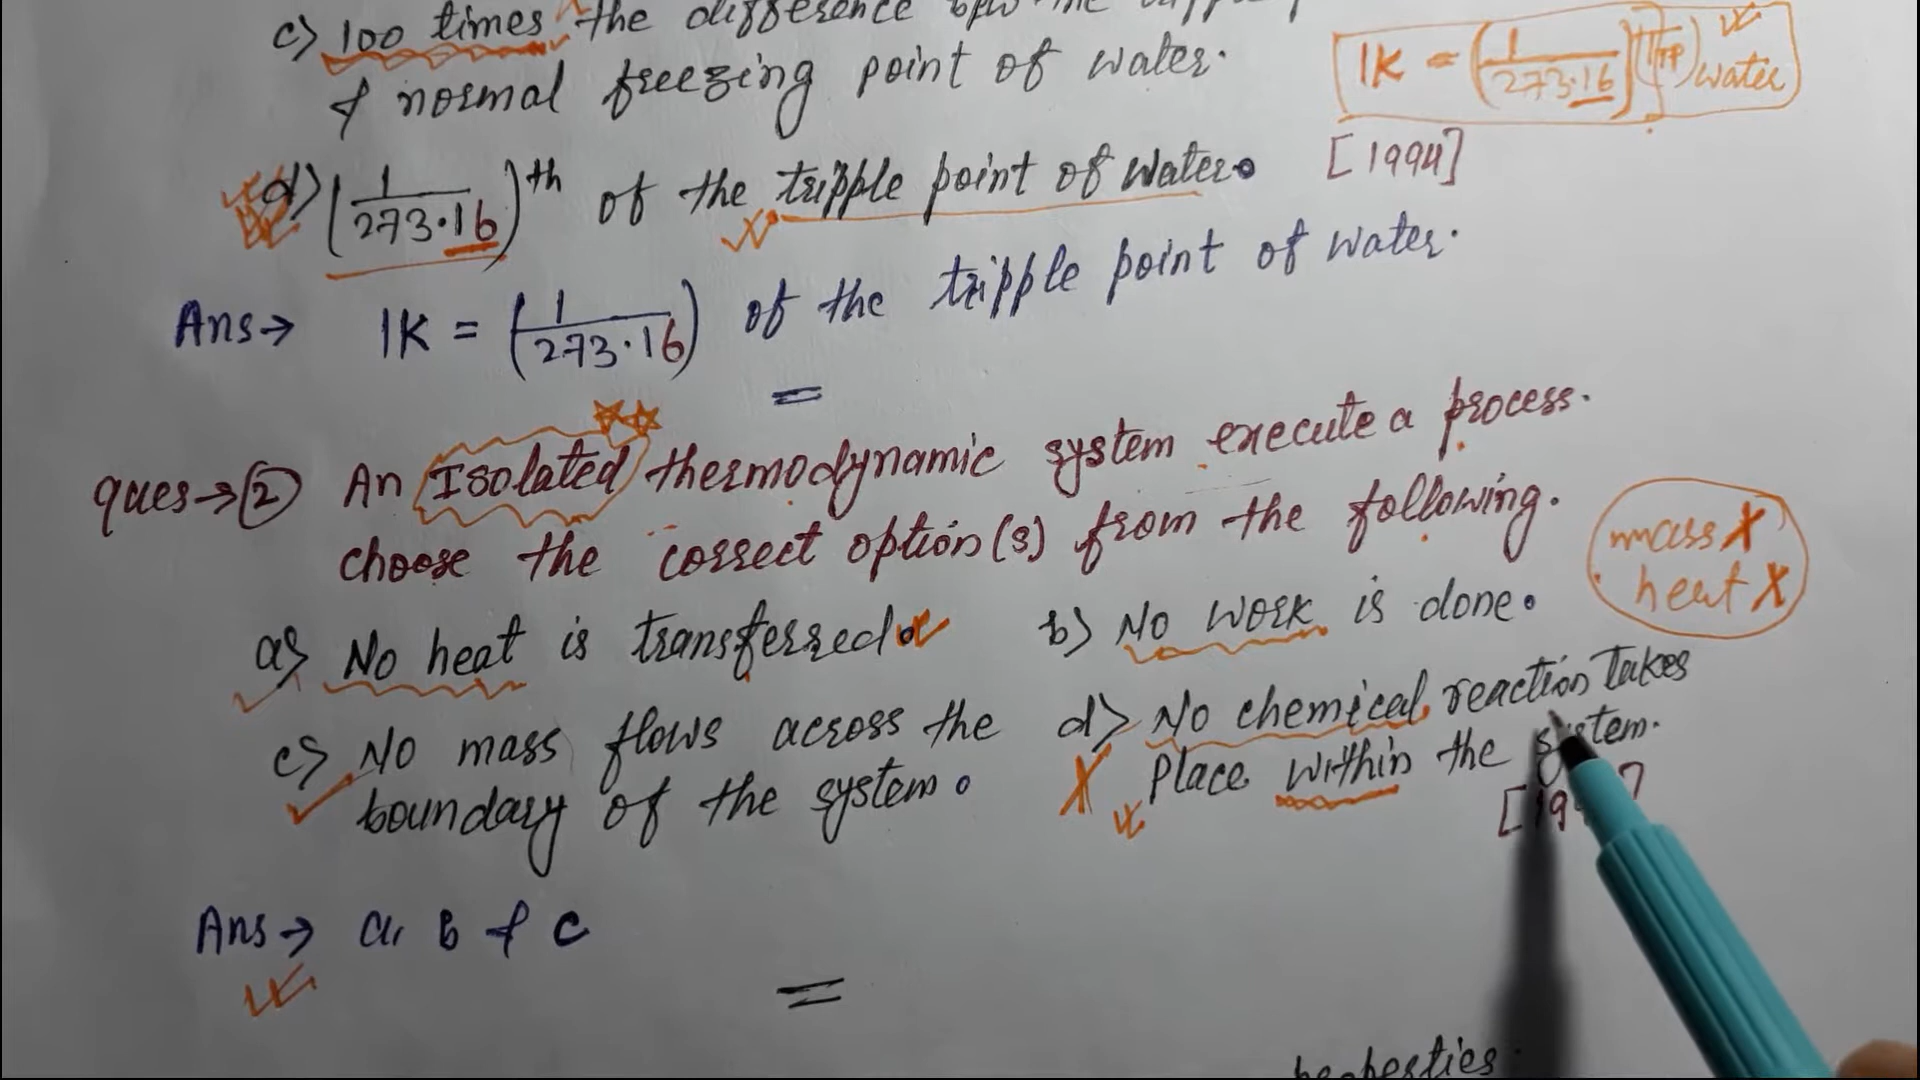 c) 100 times the difference
& normal freezing point of water.
1K = (1/273.16) (TTP) water
d) (1/273.16)th of the tripple point of water. [1994]
Ans → 1K = (1/273.16) of the tripple point of water.
ques → (2) An Isolated thermodynamic system execute a process.
choose the correct option(s) from the following.
mass X
heat X
a) No heat is transferred.
b) No work is done.
c) No mass flows across the
boundary of the system.
d) No chemical reaction takes
Place within the system.
Ans → a, b & c